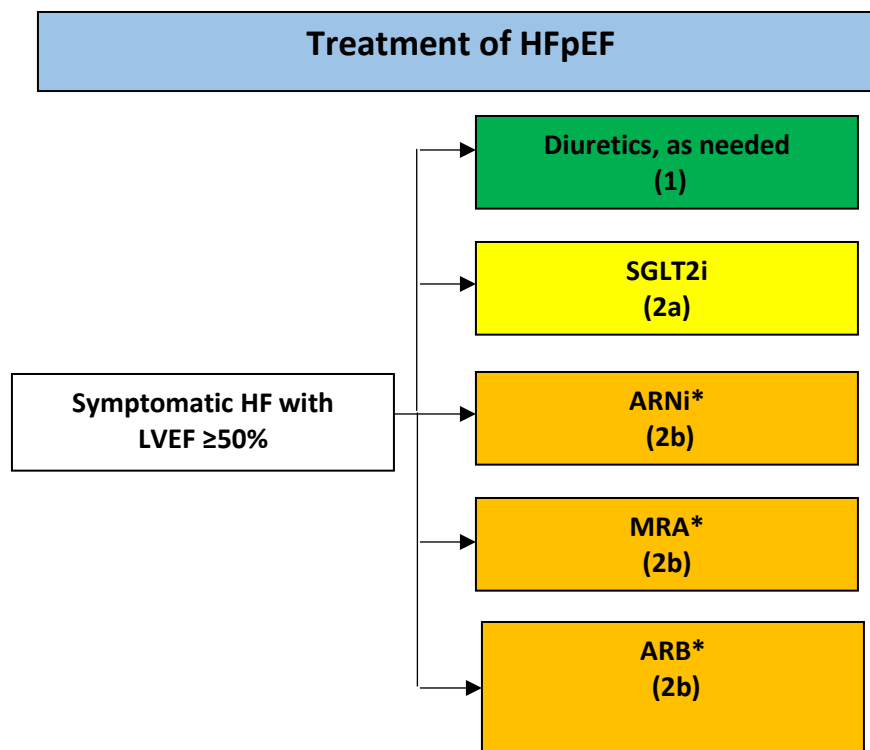 Treatment of HFpEF
Diuretics, as needed
(1)
SGLT2i
(2a)
Symptomatic HF with
LVEF ≥50%
ARNi*
(2b)
MRA*
(2b)
ARB*
(2b)